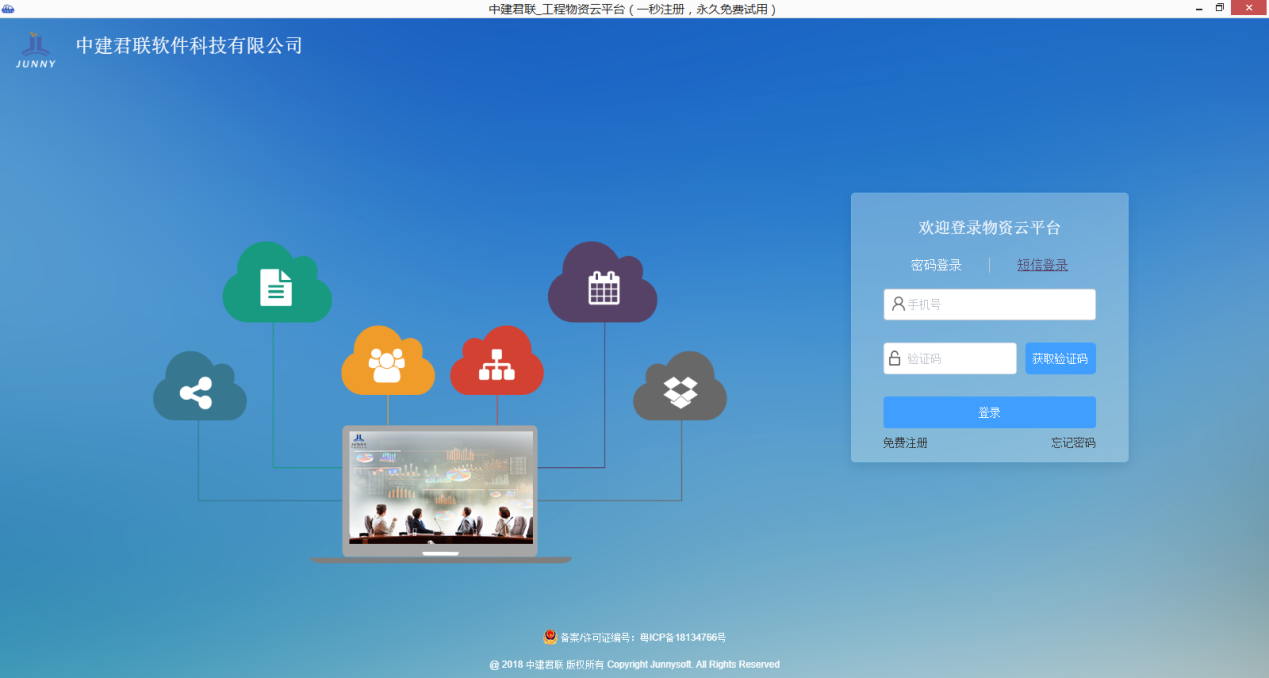 中建君联_工程物资云平台（一秒注册，永久免费试用）
JUNNY
中建君联软件科技有限公司
欢迎登录物资云平台
密码登录 短信登录
手机号
验证码 获取验证码
登录
免费注册 忘记密码
JUNNY
备案/许可证编号：粤ICP备18134766号
@ 2018 中建君联 版权所有 Copyright Junnysoft. All Rights Reserved